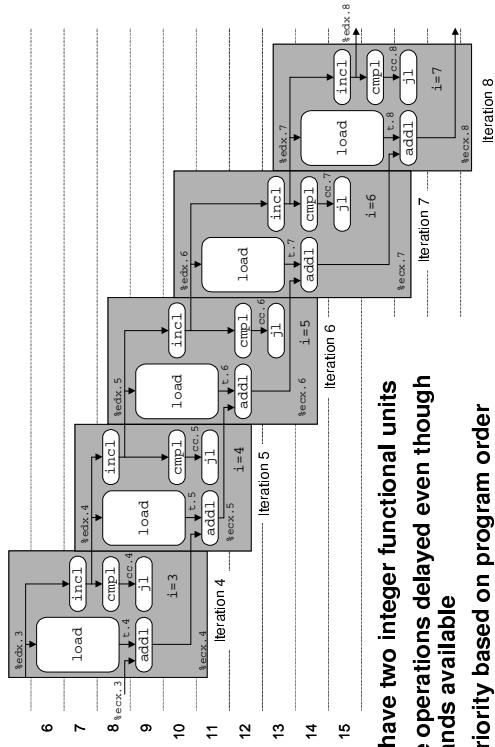 %edx.3
load
incl
t.4
cmpl
cc.4
%ecx.3
addl
jl
i=3
%ecx.4
Iteration 4
%edx.4
load
incl
t.5
cmpl
cc.5
addl
jl
i=4
%ecx.5
Iteration 5
%edx.5
load
incl
t.6
cmpl
cc.6
addl
jl
i=5
%ecx.6
Iteration 6
%edx.6
load
incl
t.7
cmpl
cc.7
addl
jl
i=6
%ecx.7
Iteration 7
%edx.7
load
incl
t.8
cmpl
cc.8
addl
jl
i=7
%ecx.8
%edx.8
Iteration 8
6
7
8
9
10
11
12
13
14
15
have two integer functional units
e operations delayed even though
ands available
riority based on program order